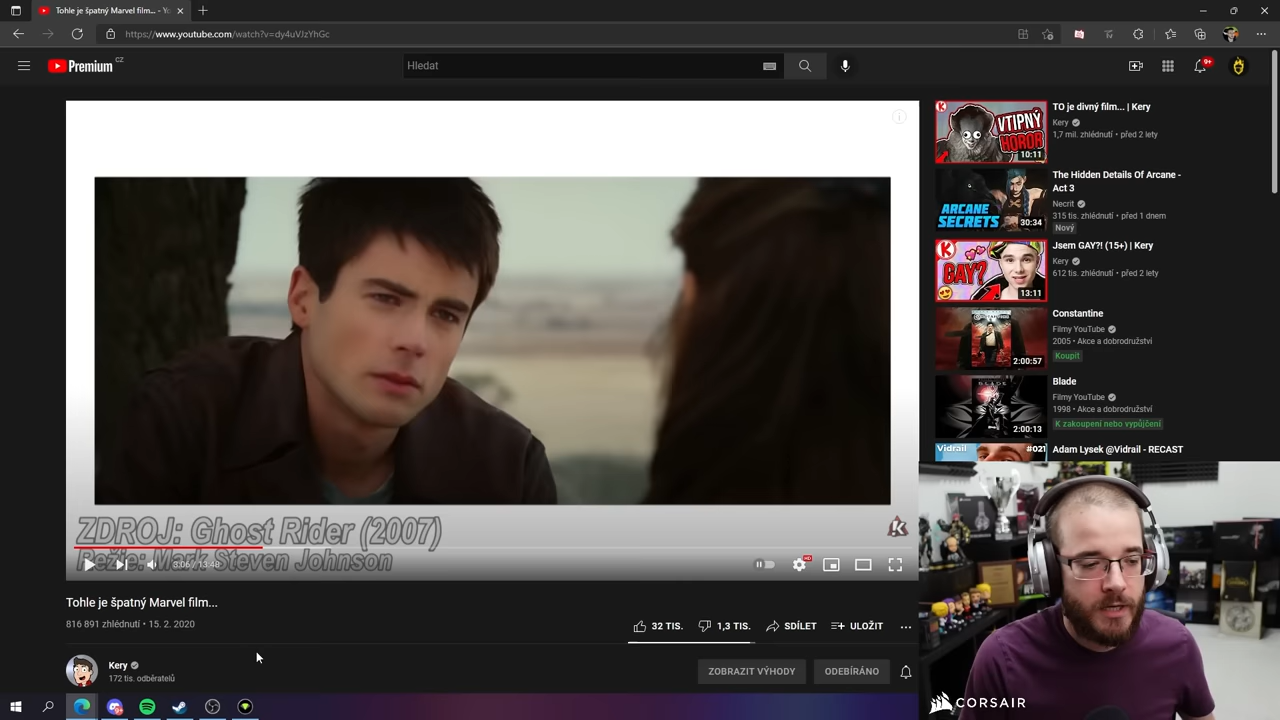 Tohle je špatný Marvel film... - Yo
https://www.youtube.com/watch?v=dy4uVJzYhGc
Premium CZ
Hledat
9+
ZDROJ: Ghost Rider (2007)
Režie: Mark Steven Johnson
3:06 / 13:48
HD
Tohle je špatný Marvel film...
816 891 zhlédnutí • 15. 2. 2020
32 TIS.
1,3 TIS.
SDÍLET
ULOŽIT
Kery
172 tis. odběratelů
ZOBRAZIT VÝHODY
ODEBÍRÁNO
VTIPNÝ
HOROR
10:11
TO je divný film... | Kery
Kery
1,7 mil. zhlédnutí • před 2 lety
ARCANE
SECRETS
30:34
The Hidden Details Of Arcane -
Act 3
Necrit
315 tis. zhlédnutí • před 1 dnem
Nový
GAY?
13:11
Jsem GAY?! (15+) | Kery
Kery
612 tis. zhlédnutí • před 2 lety
2:00:57
Constantine
Filmy YouTube
2005 • Akce a dobrodružství
Koupit
BLADE
2:00:13
Blade
Filmy YouTube
1998 • Akce a dobrodružství
K zakoupení nebo vypůjčení
Vidrail
#021
Adam Lysek @Vidrail - RECAST
CORSAIR